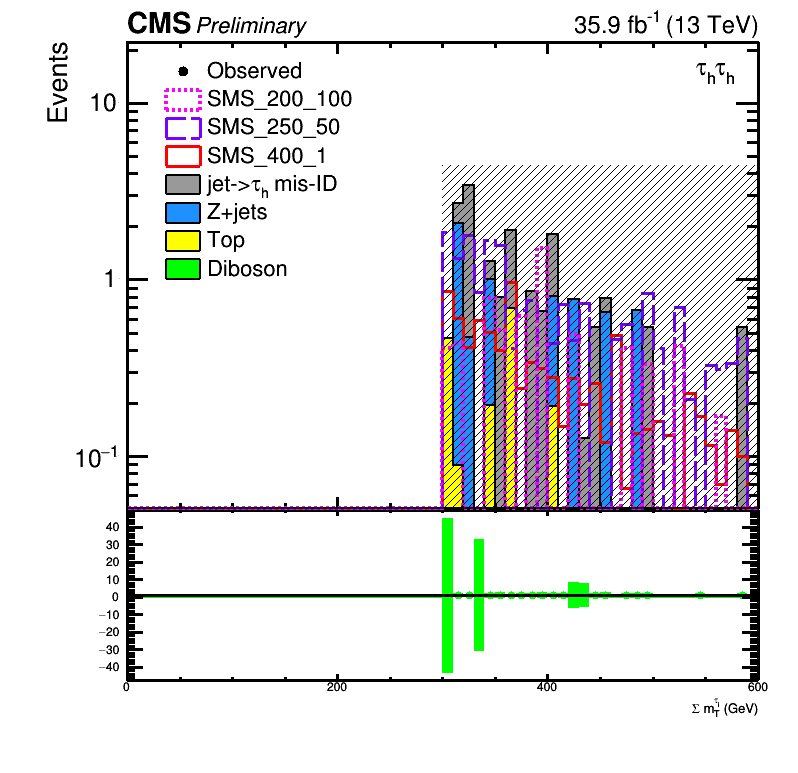 CMS Preliminary 35.9 fb⁻¹ (13 TeV)
Events
τₕτₕ
Observed
SMS_200_100
SMS_250_50
SMS_400_1
jet->τₕ mis-ID
Z+jets
Top
Diboson
10
1
10⁻¹
40
30
20
10
0
−10
−20
−30
−40
0 200 400 600